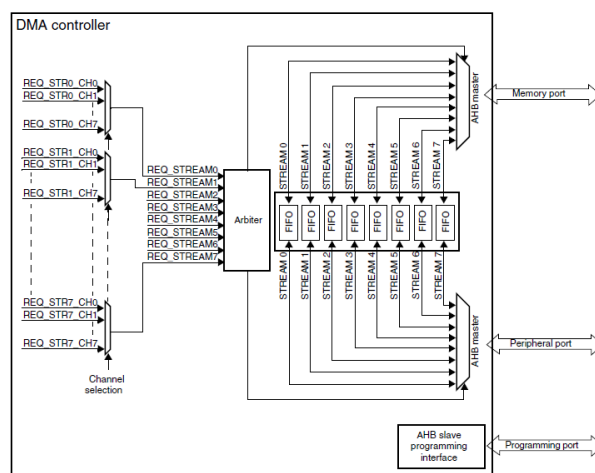 DMA controller
REQ_STR0_CH0
REQ_STR0_CH1
REQ_STR0_CH7
REQ_STR1_CH0
REQ_STR1_CH1
REQ_STR1_CH7
REQ_STR7_CH0
REQ_STR7_CH1
REQ_STR7_CH7
Channel
selection
REQ_STREAM0
REQ_STREAM1
REQ_STREAM2
REQ_STREAM3
REQ_STREAM4
REQ_STREAM5
REQ_STREAM6
REQ_STREAM7
Arbiter
STREAM 0
STREAM 1
STREAM 2
STREAM 3
STREAM 4
STREAM 5
STREAM 6
STREAM 7
FIFO
FIFO
FIFO
FIFO
FIFO
FIFO
FIFO
FIFO
STREAM 0
STREAM 1
STREAM 2
STREAM 3
STREAM 4
STREAM 5
STREAM 6
STREAM 7
AHB master
Memory port
AHB master
Peripheral port
AHB slave
programming
interface
Programming port